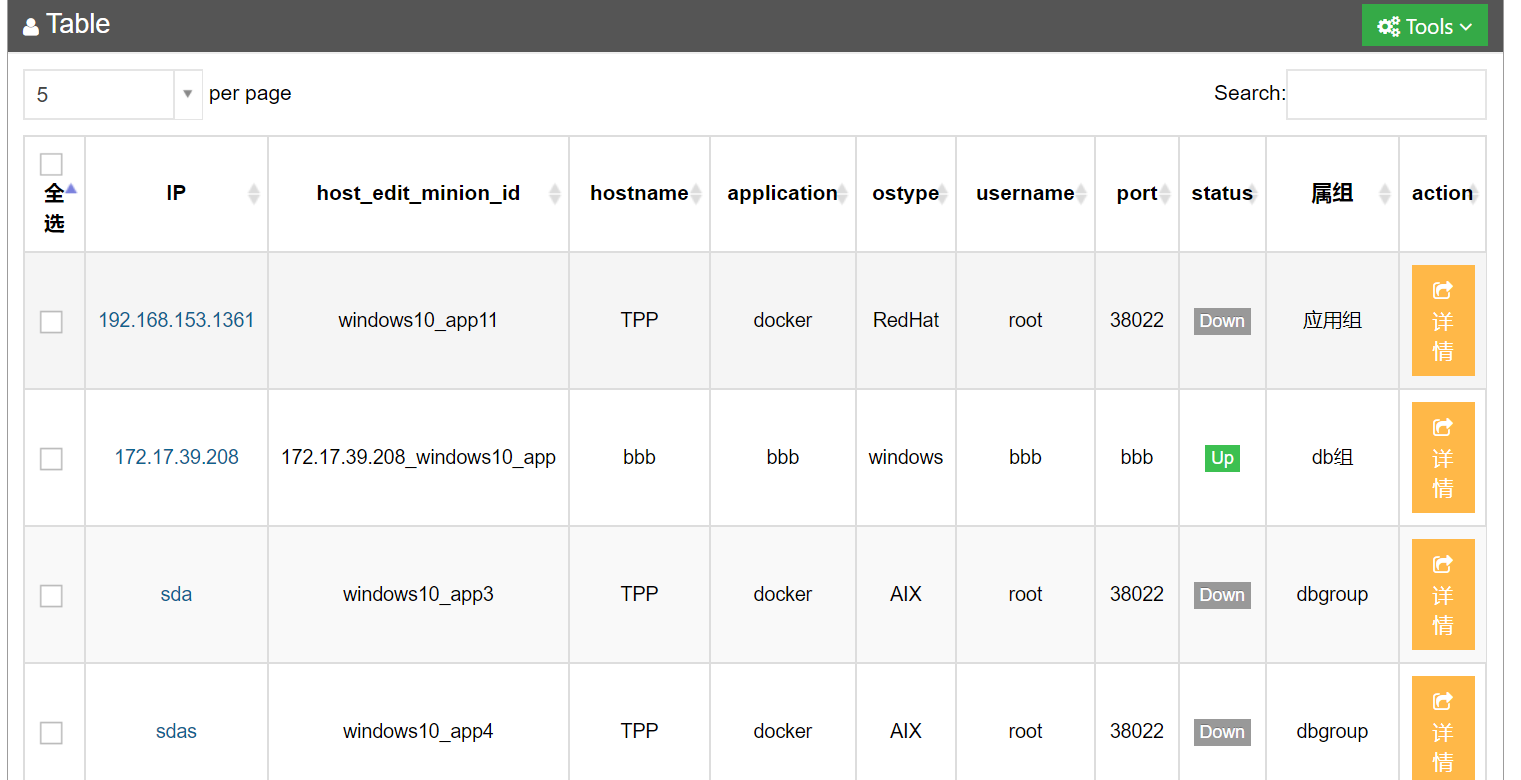 Table
Tools
5 per page
Search:
全选 IP host_edit_minion_id hostname application ostype username port status 属组 action
192.168.153.1361 windows10_app11 TPP docker RedHat root 38022 Down 应用组 详情
172.17.39.208 172.17.39.208_windows10_app bbb bbb windows bbb bbb Up db组 详情
sda windows10_app3 TPP docker AIX root 38022 Down dbgroup 详情
sdas windows10_app4 TPP docker AIX root 38022 Down dbgroup 详情